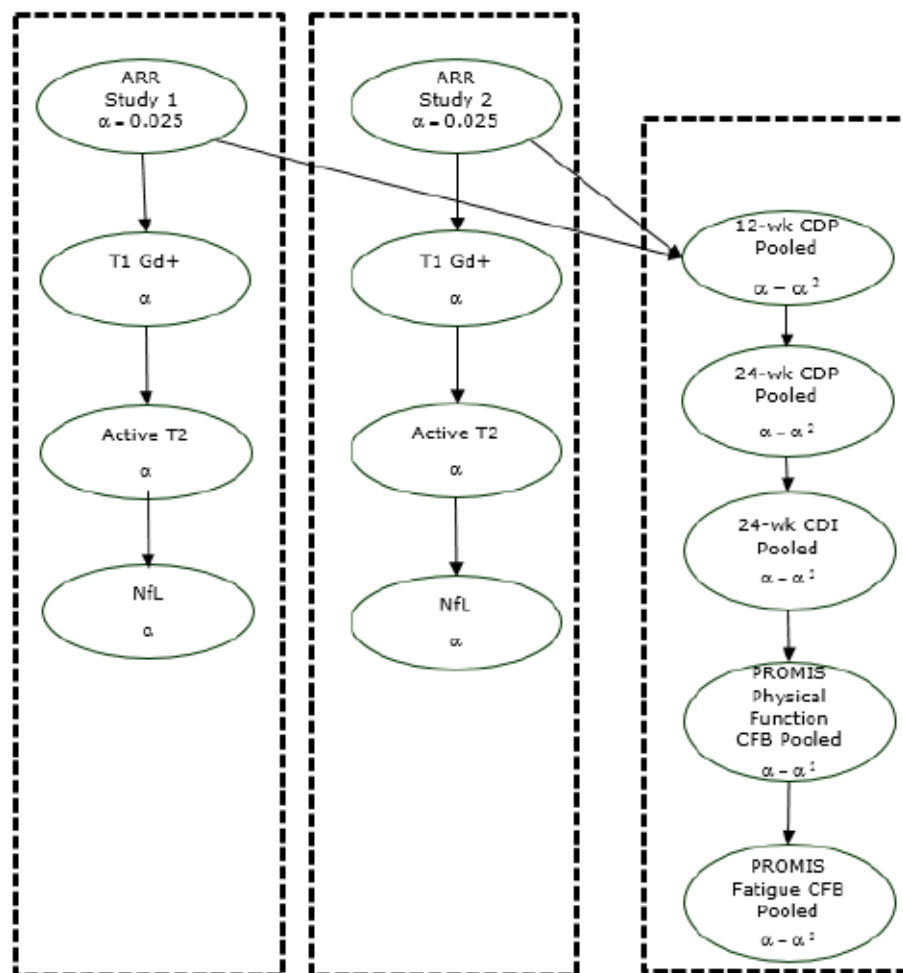 ARR
Study 1
α = 0.025
T1 Gd+
α
Active T2
α
NfL
α
ARR
Study 2
α = 0.025
T1 Gd+
α
Active T2
α
NfL
α
12-wk CDP
Pooled
α – α²
24-wk CDP
Pooled
α – α²
24-wk CDI
Pooled
α – α²
PROMIS
Physical
Function
CFB Pooled
α – α²
PROMIS
Fatigue CFB
Pooled
α – α²